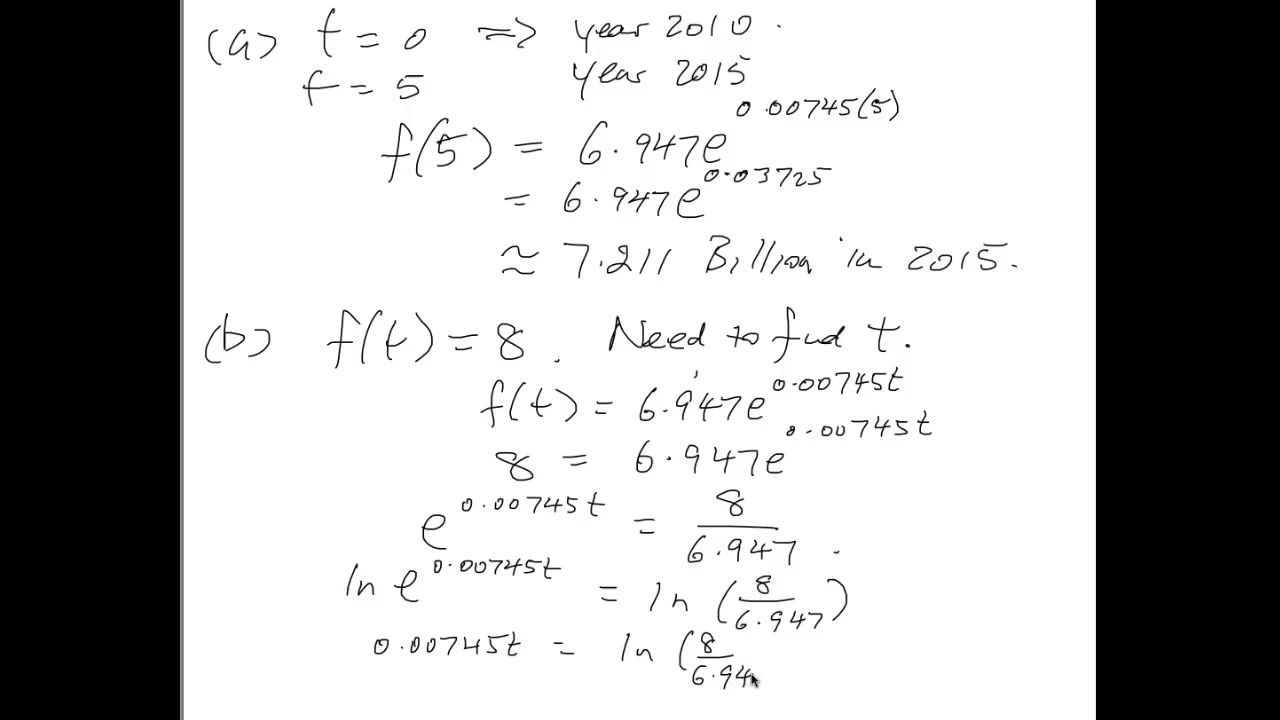 (a) t = 0 => year 2010.
t = 5 year 2015
f(5) = 6.947e^0.00745(5)
= 6.947e^0.03725
≈ 7.211 Billion in 2015.
(b) f(t) = 8. Need to find t.
f(t) = 6.947e^0.00745t
8 = 6.947e^0.00745t
e^0.00745t = 8/6.947.
ln e^0.00745t = ln (8/6.947)
0.00745t = ln (8/6.94